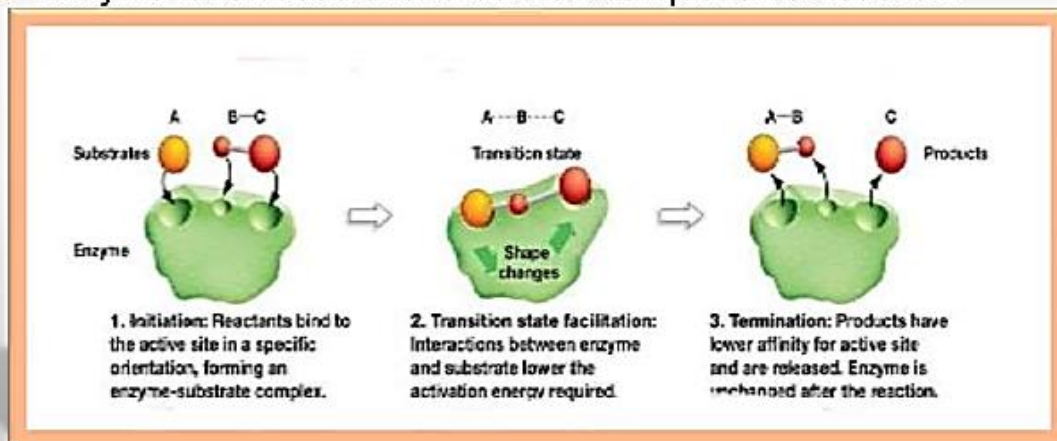 A
B–C
Substrates
Enzyme
A---B---C
Transition state
Shape
changes
A–B
C
Products
1. Initiation: Reactants bind to
the active site in a specific
orientation, forming an
enzyme-substrate complex.
2. Transition state facilitation:
Interactions between enzyme
and substrate lower the
activation energy required.
3. Termination: Products have
lower affinity for active site
and are released. Enzyme is
unchanged after the reaction.